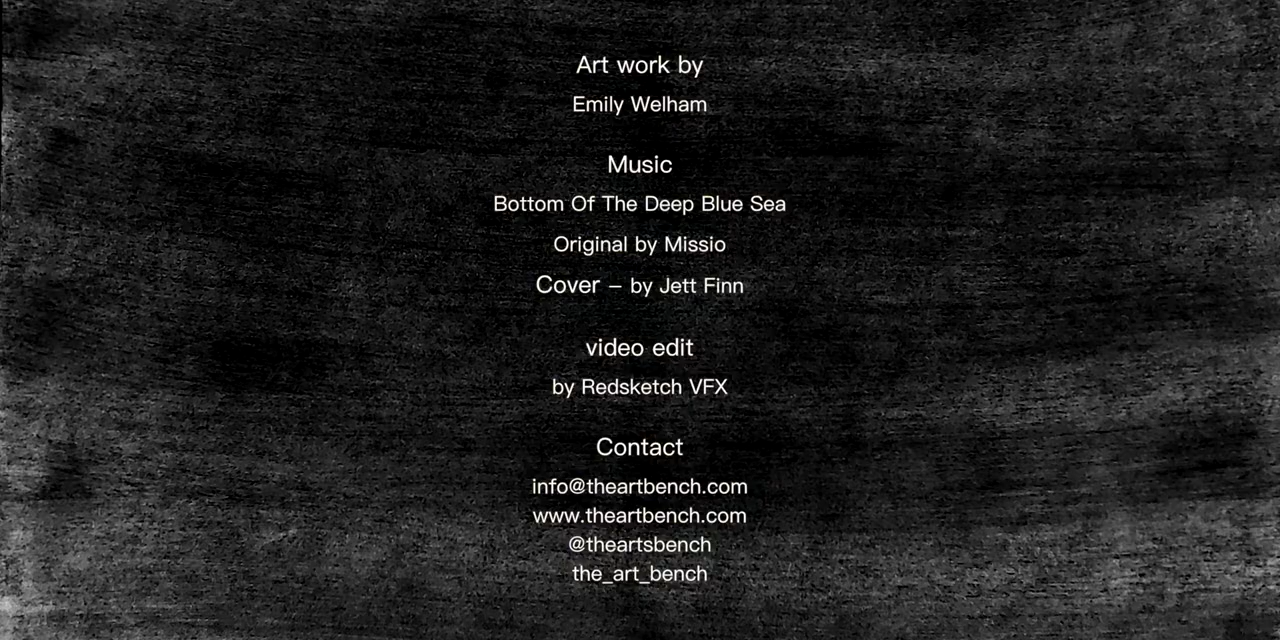 Art work by
Emily Welham
Music
Bottom Of The Deep Blue Sea
Original by Missio
Cover – by Jett Finn
video edit
by Redsketch VFX
Contact
info@theartbench.com
www.theartbench.com
@theartsbench
the_art_bench